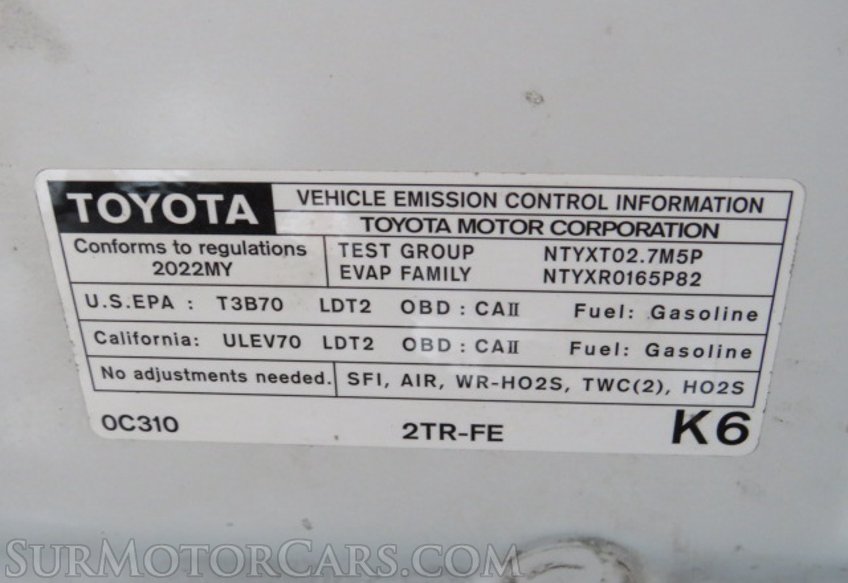 TOYOTA
VEHICLE EMISSION CONTROL INFORMATION
TOYOTA MOTOR CORPORATION
Conforms to regulations
2022MY
TEST GROUP NTYXT02.7M5P
EVAP FAMILY NTYXR0165P82
U.S.EPA : T3B70 LDT2 OBD : CAII Fuel: Gasoline
California: ULEV70 LDT2 OBD : CAII Fuel: Gasoline
No adjustments needed. SFI, AIR, WR-HO2S, TWC(2), HO2S
0C310 2TR-FE K6
SURMOTORCARS.COM